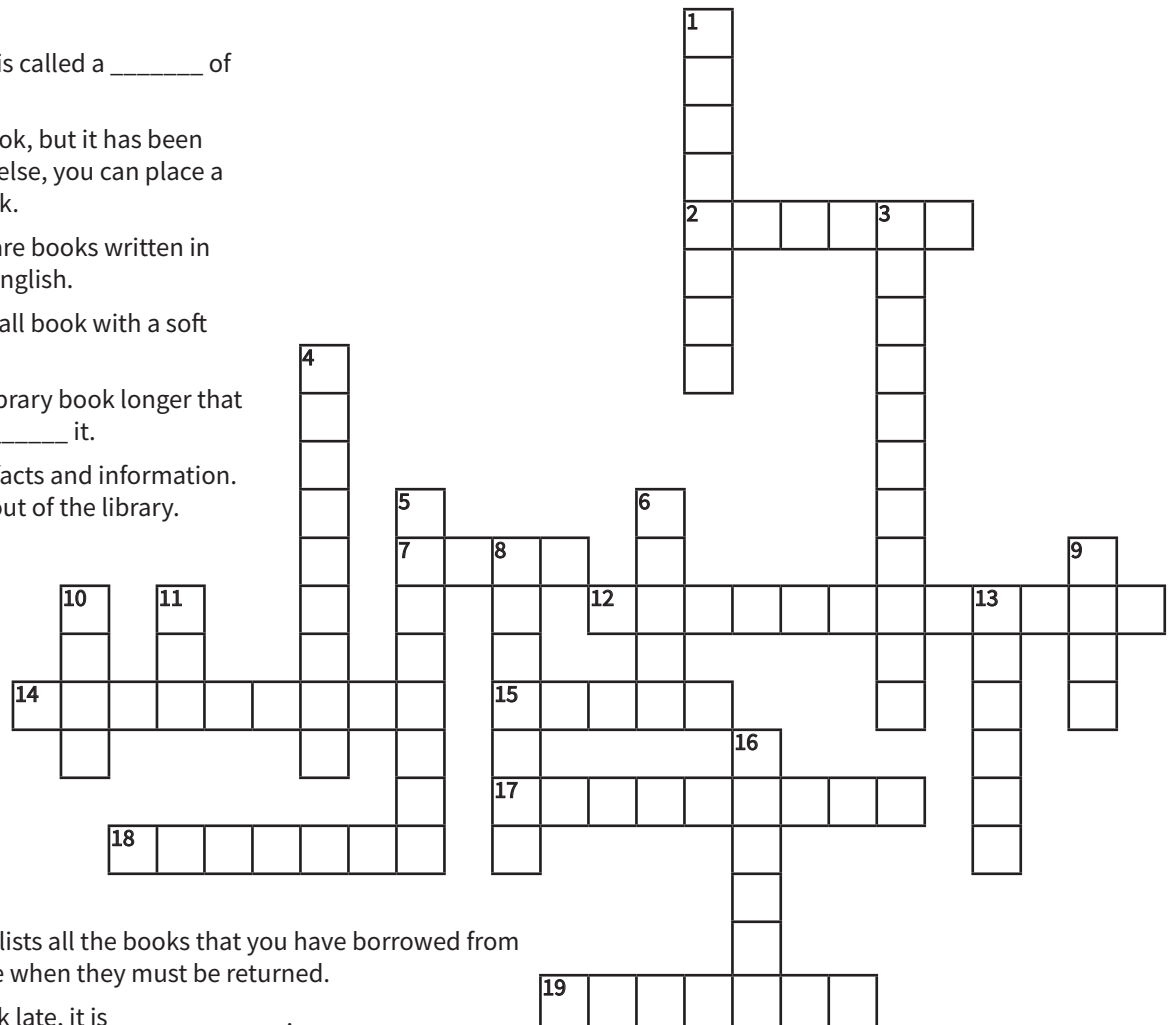 1
is called a _______ of
ok, but it has been
else, you can place a
k.
2 3
are books written in
nglish.
all book with a soft
4
brary book longer that
______ it.
acts and information.
out of the library.
5 6
7 8 9
10 11 12 13
14 15
16
17
18
lists all the books that you have borrowed from
e when they must be returned.
19
k late, it is ______________.